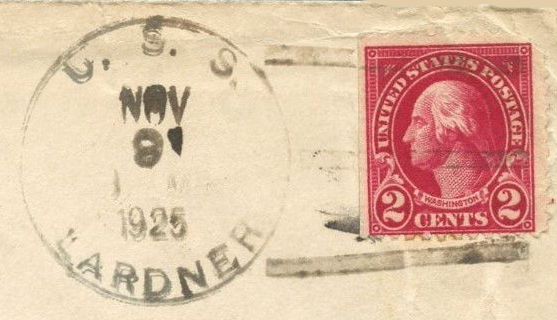 U. S. S.
NOV
9
1925
LARDNER
UNITED STATES POSTAGE
WASHINGTON
2 CENTS 2